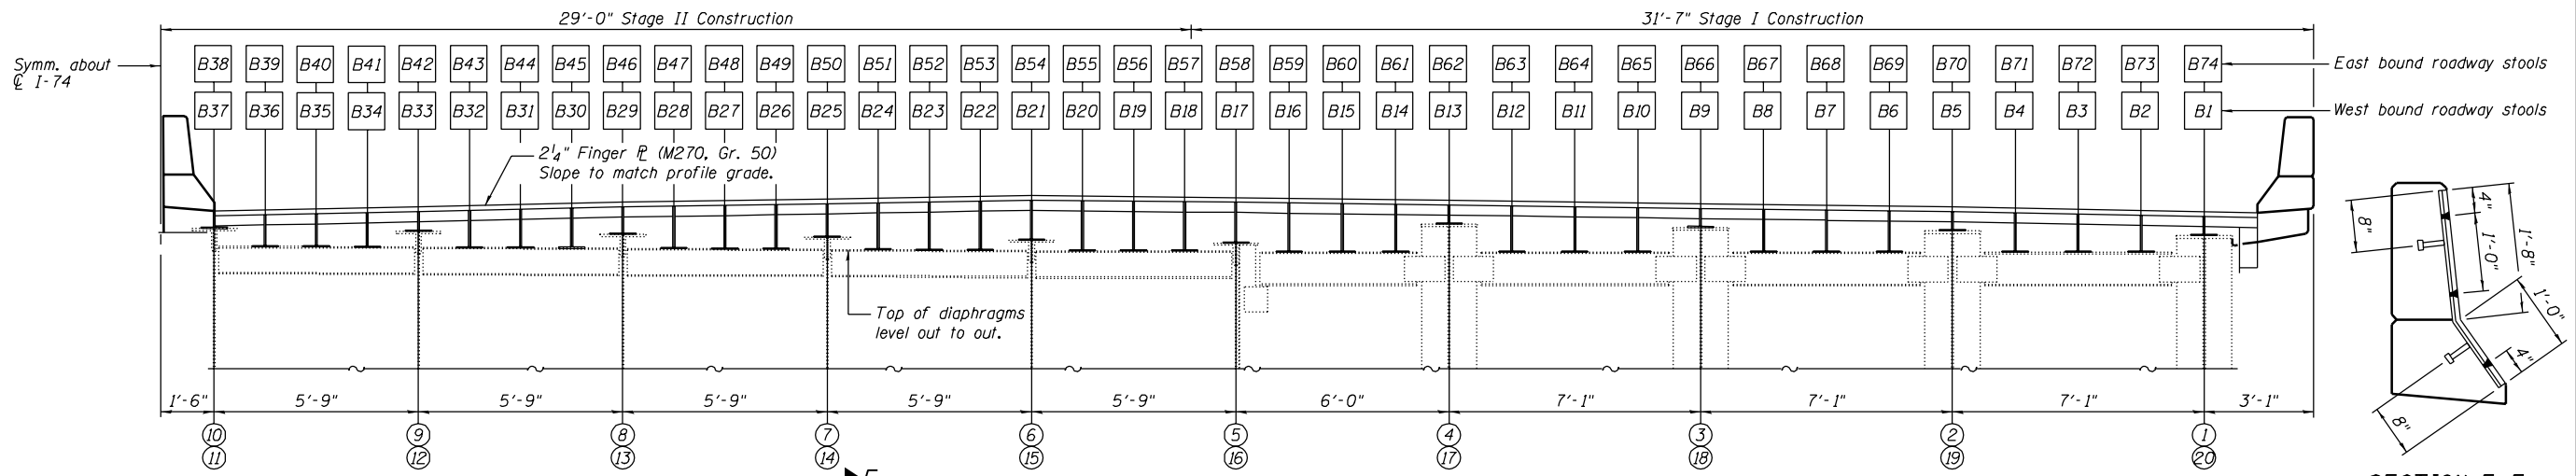 29'-0" Stage II Construction
31'-7" Stage I Construction
Symm. about
℄ I-74
B38 B39 B40 B41 B42 B43 B44 B45 B46 B47 B48 B49 B50 B51 B52 B53 B54 B55 B56 B57 B58 B59 B60 B61 B62 B63 B64 B65 B66 B67 B68 B69 B70 B71 B72 B73 B74
East bound roadway stools
B37 B36 B35 B34 B33 B32 B31 B30 B29 B28 B27 B26 B25 B24 B23 B22 B21 B20 B19 B18 B17 B16 B15 B14 B13 B12 B11 B10 B9 B8 B7 B6 B5 B4 B3 B2 B1
West bound roadway stools
2¼" Finger ⅊ (M270, Gr. 50)
Slope to match profile grade.
Top of diaphragms
level out to out.
1'-6" 5'-9" 5'-9" 5'-9" 5'-9" 5'-9" 6'-0" 7'-1" 7'-1" 7'-1" 3'-1"
10 9 8 7 6 5 4 3 2 1
11 12 13 14 15 16 17 18 19 20
8"
4"
1'-0"
1'-8"
1'-0"
4"
8"